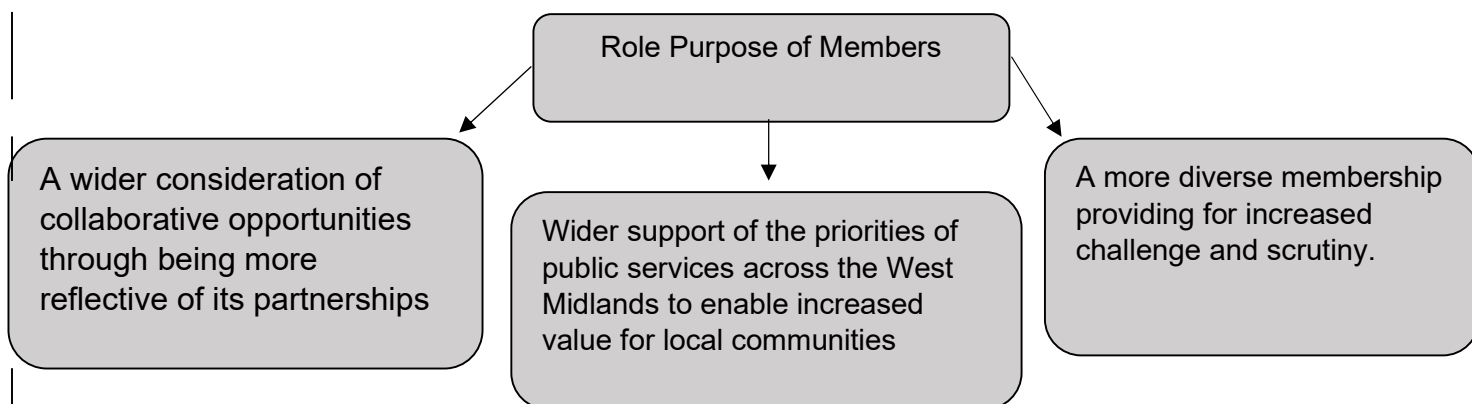 Role Purpose of Members
A wider consideration of
collaborative opportunities
through being more
reflective of its partnerships
Wider support of the priorities of
public services across the West
Midlands to enable increased
value for local communities
A more diverse membership
providing for increased
challenge and scrutiny.